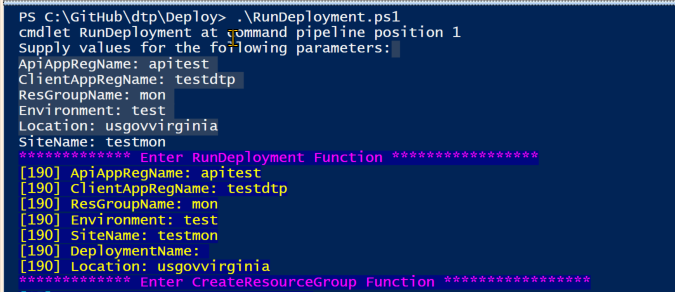 PS C:\GitHub\dtp\Deploy> .\RunDeployment.ps1
cmdlet RunDeployment at command pipeline position 1
Supply values for the following parameters:
ApiAppRegName: apitest
ClientAppRegName: testdtp
ResGroupName: mon
Environment: test
Location: usgovvirginia
SiteName: testmon
************* Enter RunDeployment Function *****************
[190] ApiAppRegName: apitest
[190] ClientAppRegName: testdtp
[190] ResGroupName: mon
[190] Environment: test
[190] SiteName: testmon
[190] DeploymentName:
[190] Location: usgovvirginia
************* Enter CreateResourceGroup Function *****************